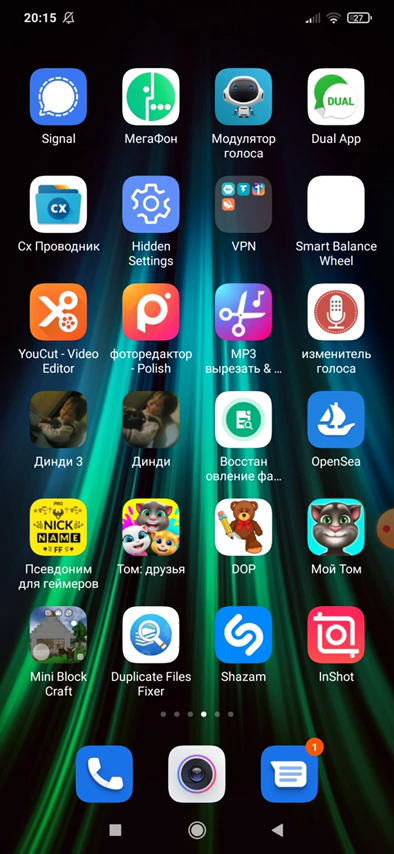 20:15
27
Signal
МегаФон
Модулятор
голоса
DUAL
Dual App
CX
Cx Проводник
Hidden
Settings
VPN
Smart Balance
Wheel
YouCut - Video
Editor
фоторедактор
- Polish
MP3
вырезать & ...
изменитель
голоса
Динди 3
Динди
Восстан
овление фа...
OpenSea
PRO
NICK
NAME
FF
Псевдоним
для геймеров
Том: друзья
DOP
Мой Том
Mini Block
Craft
Duplicate Files
Fixer
Shazam
InShot
1